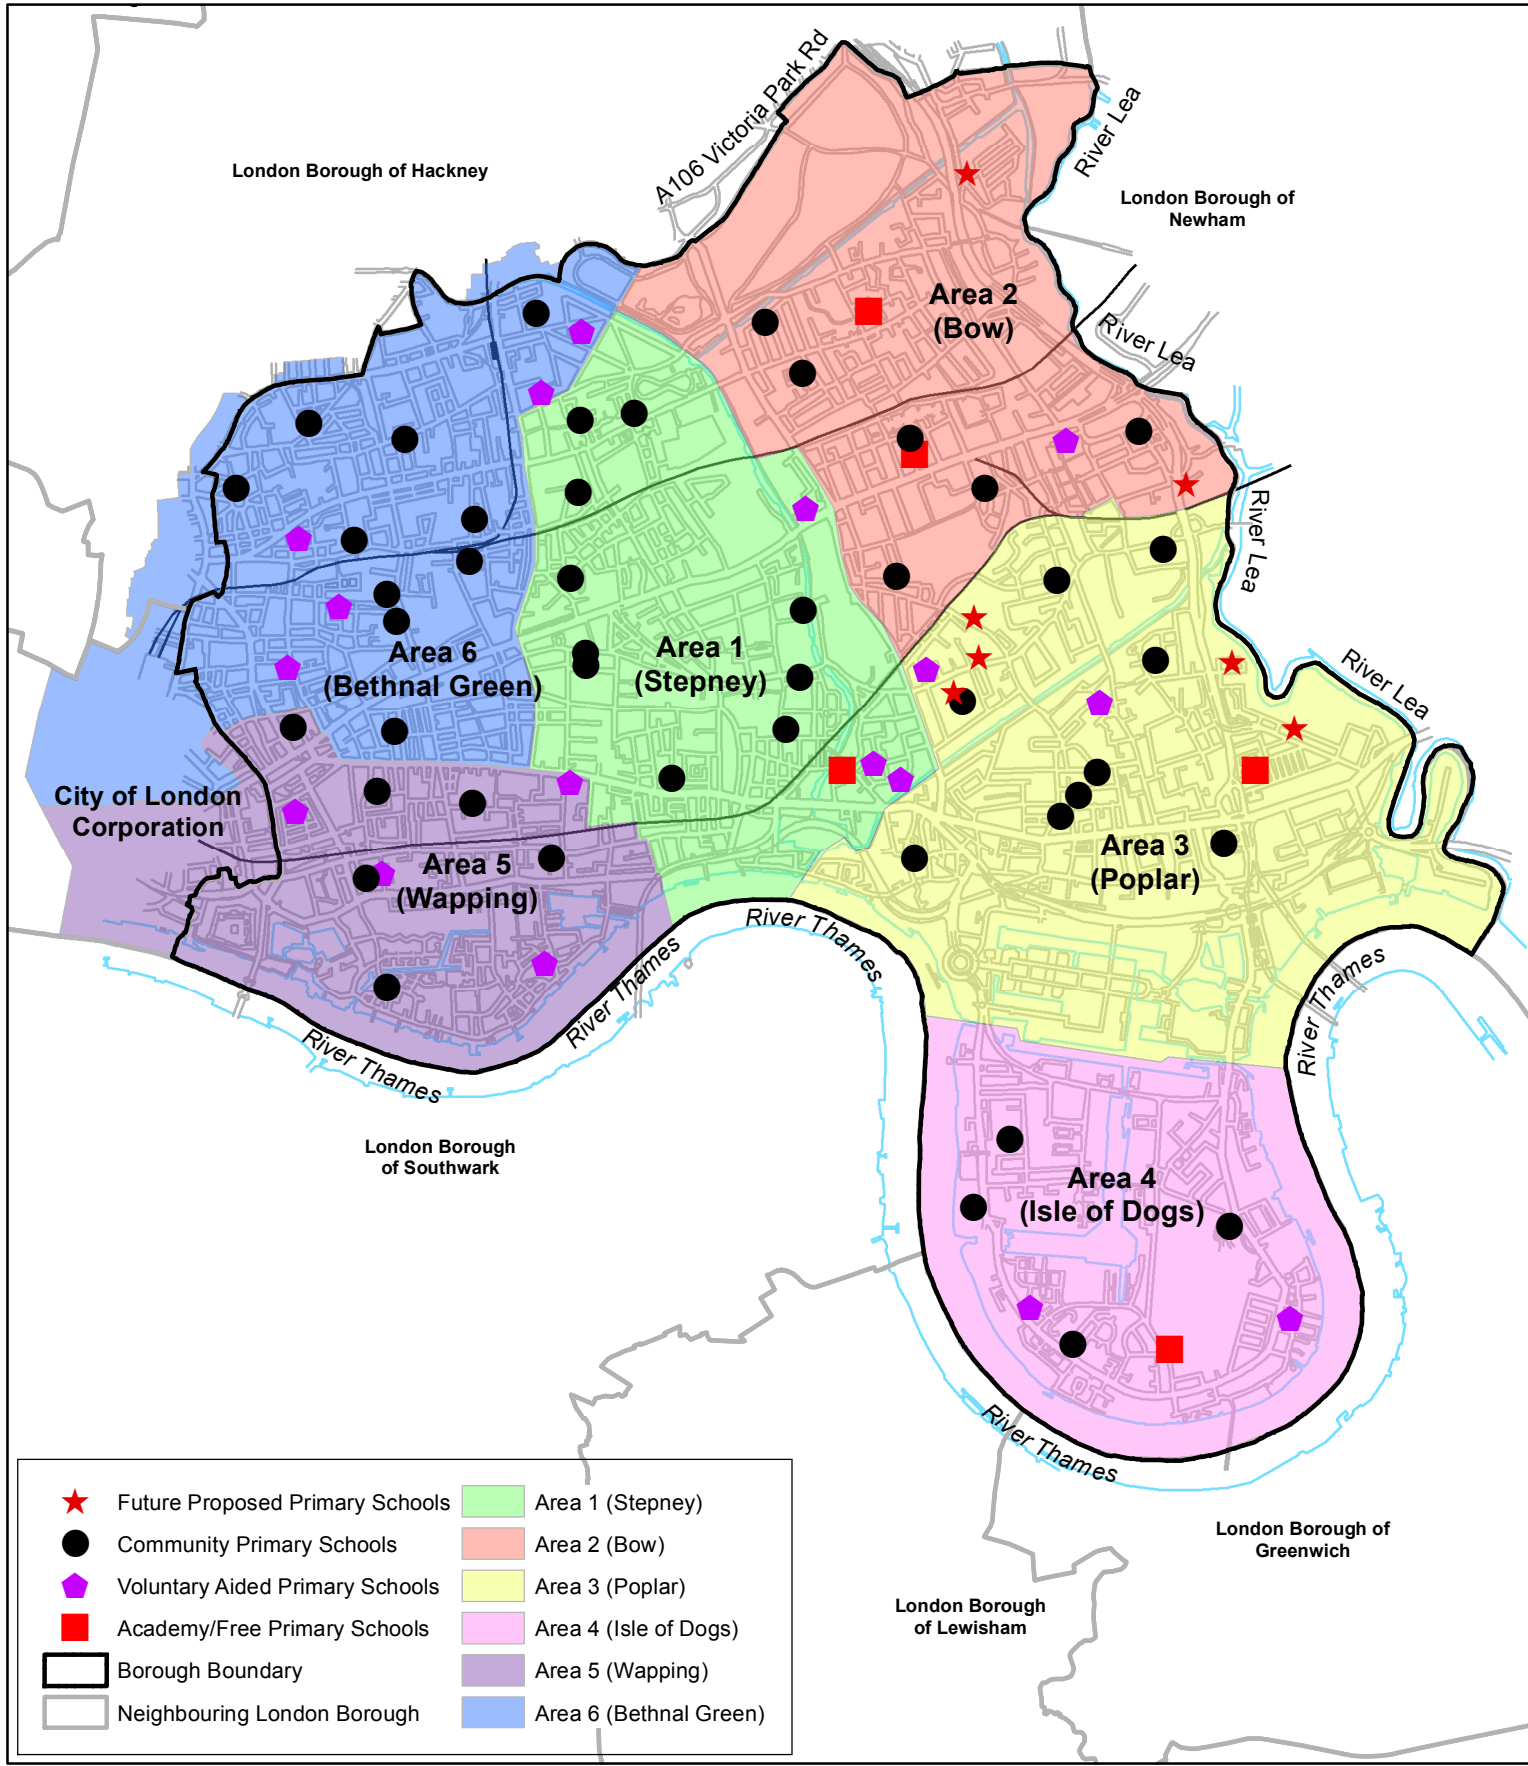 A106 Victoria Park Rd
River Lea
London Borough of Hackney
London Borough of
Newham
Area 2
(Bow)
River Lea
River Lea
Area 6
(Bethnal Green)
Area 1
(Stepney)
River Lea
City of London
Corporation
Area 5
(Wapping)
Area 3
(Poplar)
River Thames
River Thames
River Thames
River Thames
London Borough
of Southwark
Area 4
(Isle of Dogs)
River Thames
London Borough of
Greenwich
London Borough
of Lewisham
Future Proposed Primary Schools
Community Primary Schools
Voluntary Aided Primary Schools
Academy/Free Primary Schools
Borough Boundary
Neighbouring London Borough
Area 1 (Stepney)
Area 2 (Bow)
Area 3 (Poplar)
Area 4 (Isle of Dogs)
Area 5 (Wapping)
Area 6 (Bethnal Green)